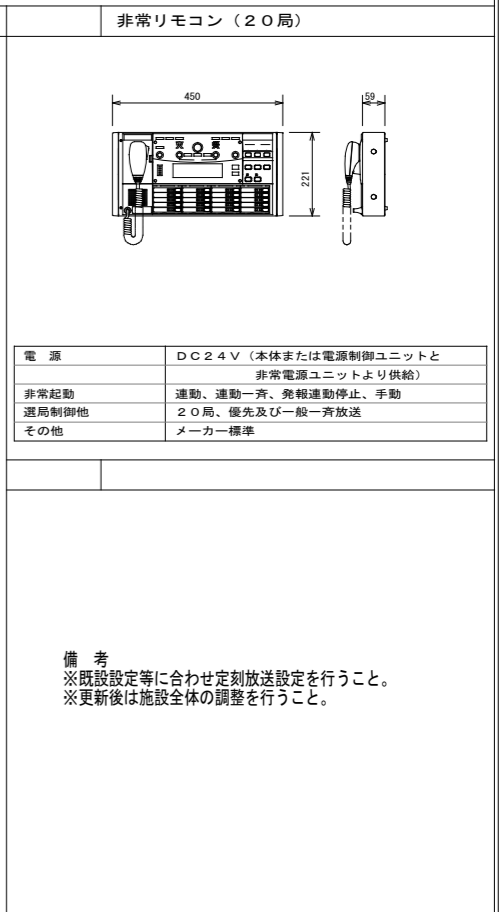 非常リモコン（２０局）
450
59
221
電　源　ＤＣ２４Ｖ（本体または電源制御ユニットと
非常電源ユニットより供給）
非常起動　連動、連動一斉、発報連動停止、手動
選局制御他　２０局、優先及び一般一斉放送
その他　メーカー標準
備　考
※既設設定等に合わせ定刻放送設定を行うこと。
※更新後は施設全体の調整を行うこと。